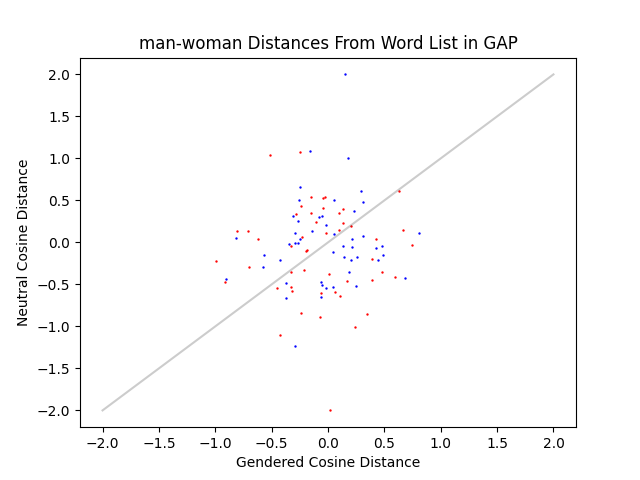 man-woman Distances From Word List in GAP
Neutral Cosine Distance
2.0
1.5
1.0
0.5
0.0
−0.5
−1.0
−1.5
−2.0
−2.0 −1.5 −1.0 −0.5 0.0 0.5 1.0 1.5 2.0
Gendered Cosine Distance